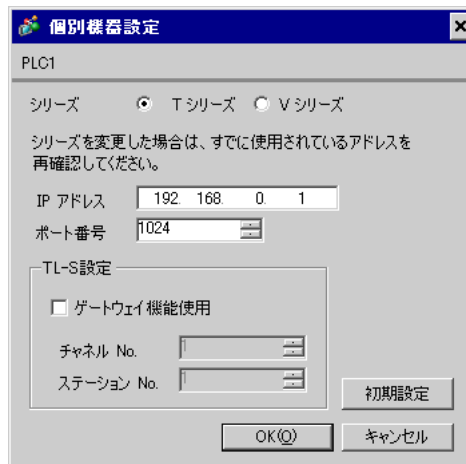 個別機器設定
PLC1
シリーズ Tシリーズ Vシリーズ
シリーズを変更した場合は、すでに使用されているアドレスを
再確認してください。
IP アドレス 192. 168. 0. 1
ポート番号 1024
TL-S設定
ゲートウェイ機能使用
チャネル No. 1
ステーション No. 1
初期設定
OK(O) キャンセル